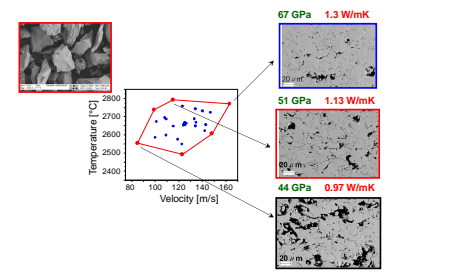 67 GPa 1.3 W/mK
20 μm
51 GPa 1.13 W/mK
20 μm
44 GPa 0.97 W/mK
20 μm
Temperature [°C]
2800
2700
2600
2500
2400
80 100 120 140 160
Velocity [m/s]